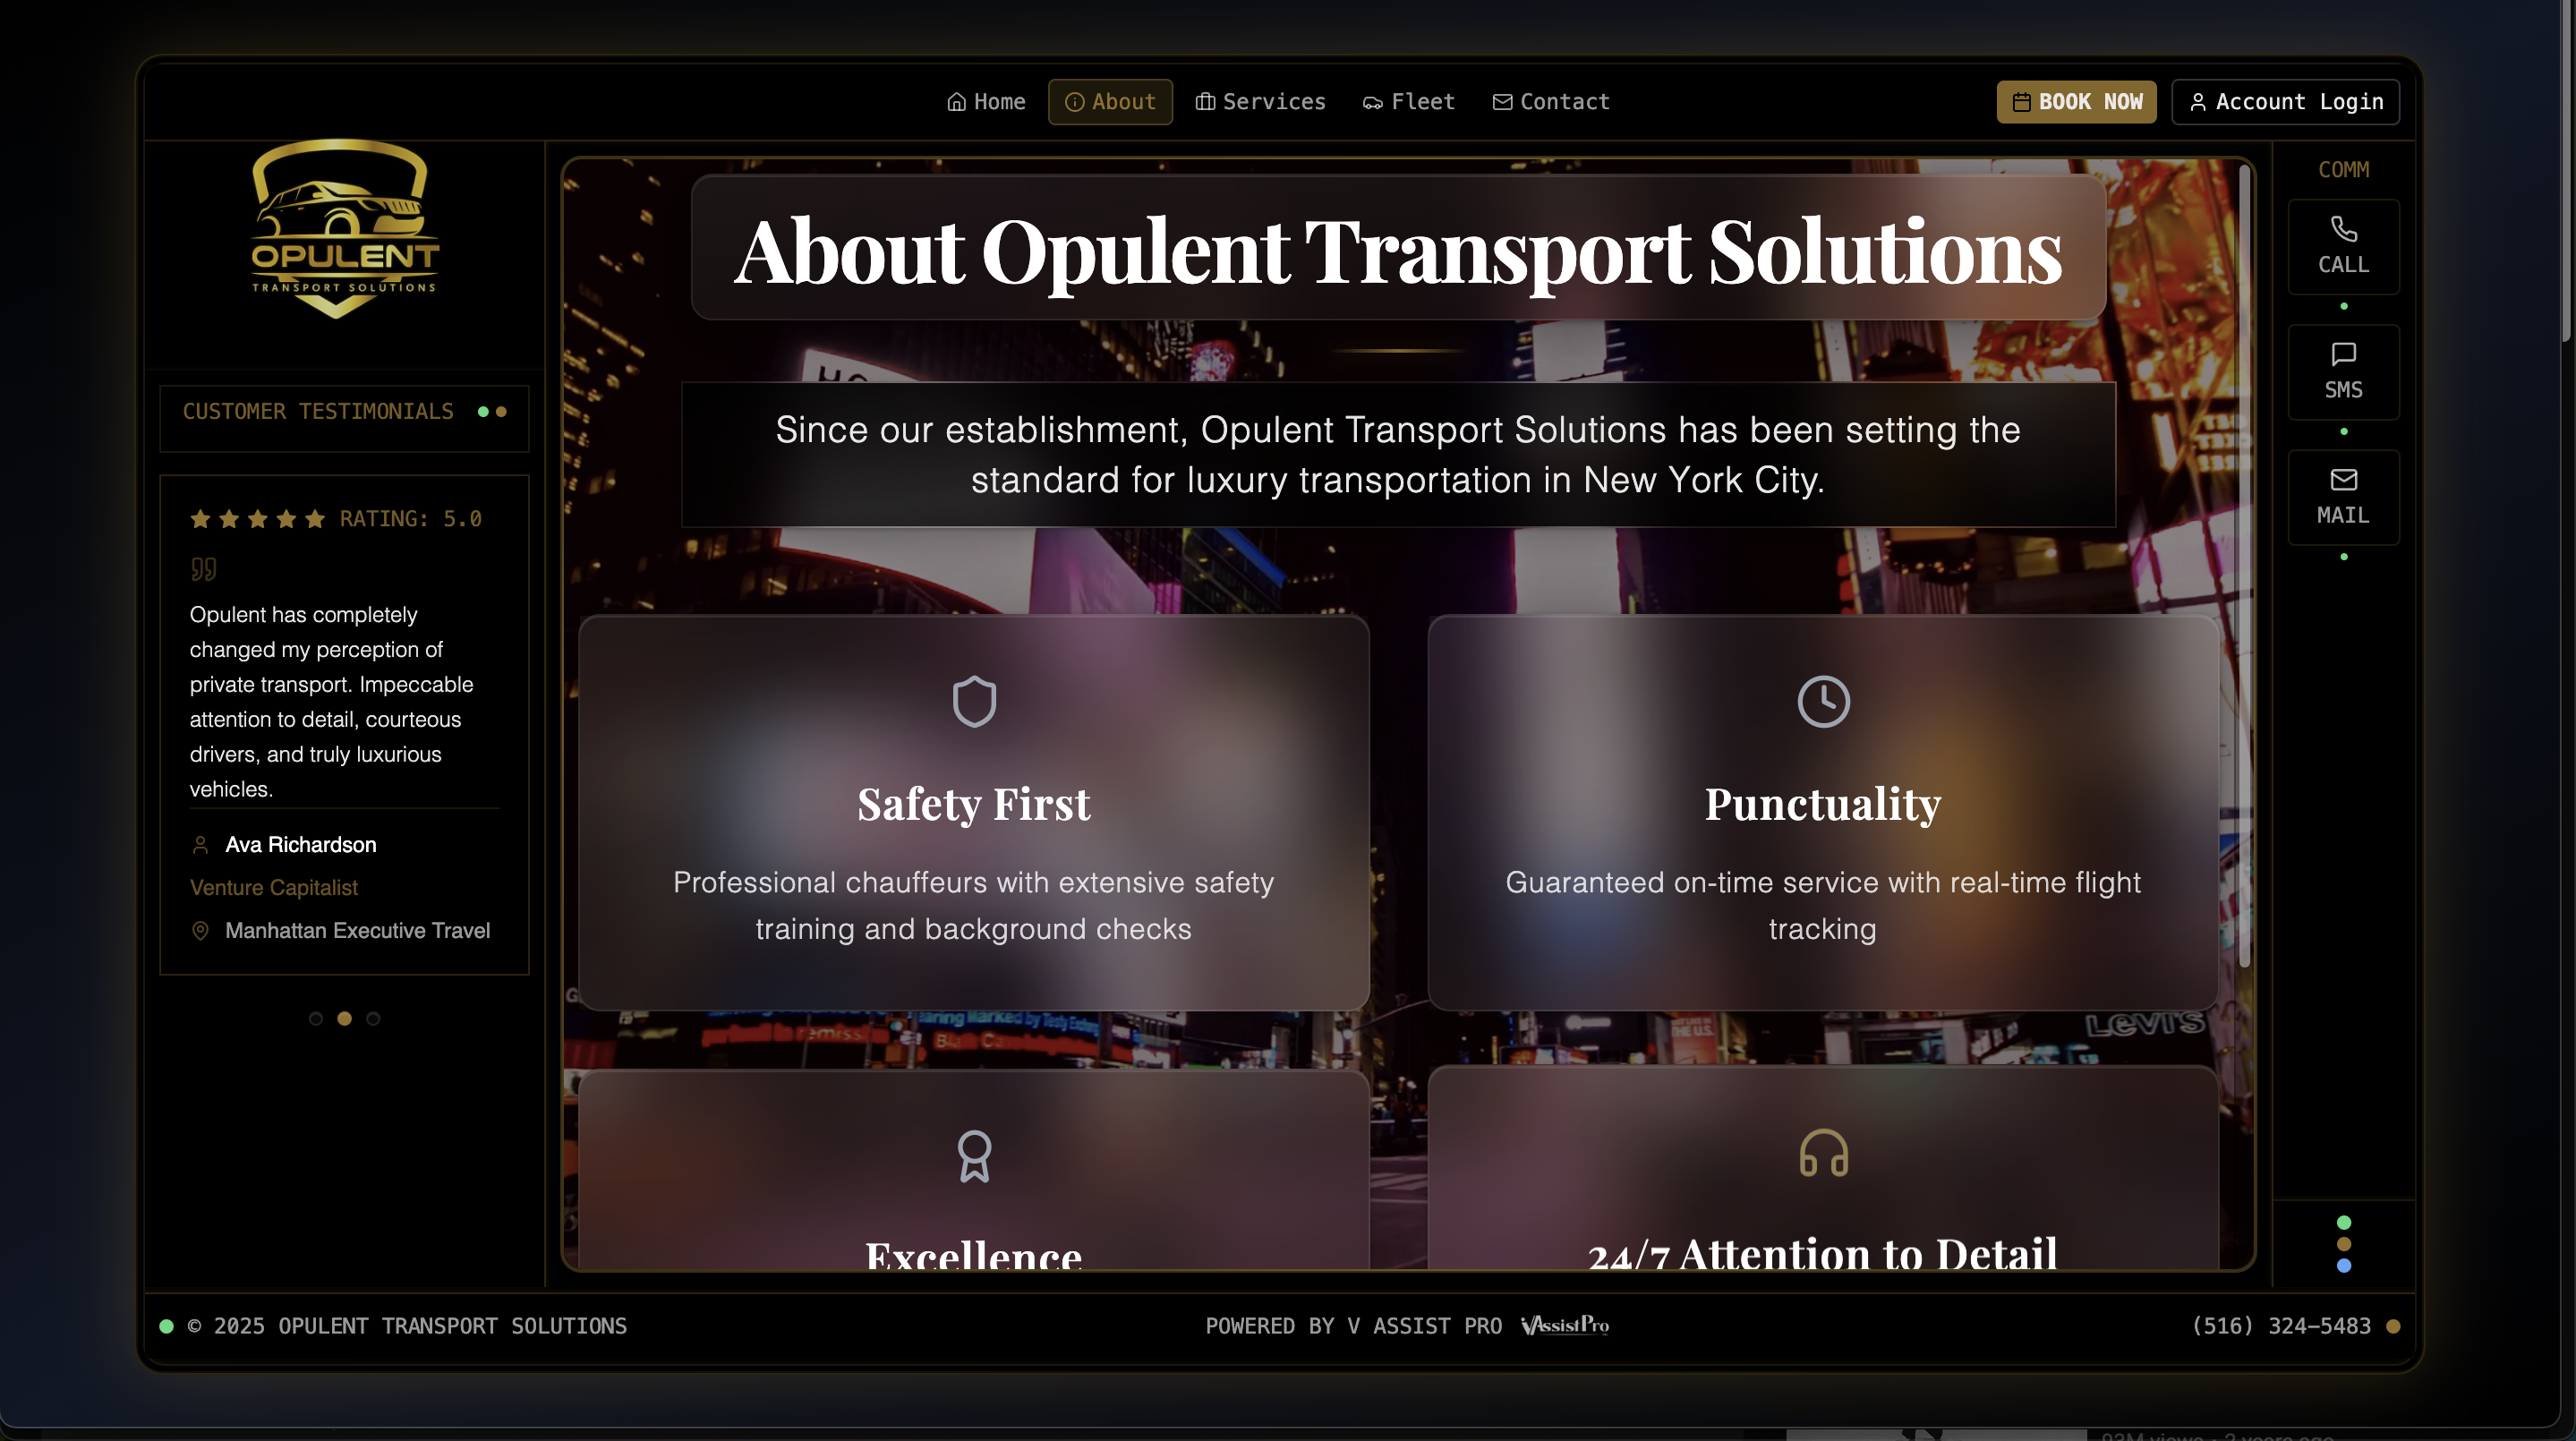 Home
About
Services
Fleet
Contact
BOOK NOW
Account Login
OPULENT
TRANSPORT SOLUTIONS
CUSTOMER TESTIMONIALS
RATING: 5.0
Opulent has completely
changed my perception of
private transport. Impeccable
attention to detail, courteous
drivers, and truly luxurious
vehicles.
Ava Richardson
Venture Capitalist
Manhattan Executive Travel
About Opulent Transport Solutions
Since our establishment, Opulent Transport Solutions has been setting the
standard for luxury transportation in New York City.
Safety First
Professional chauffeurs with extensive safety
training and background checks
Punctuality
Guaranteed on-time service with real-time flight
tracking
LEVI'S
Excellence
24/7 Attention to Detail
COMM
CALL
SMS
MAIL
© 2025 OPULENT TRANSPORT SOLUTIONS
POWERED BY V ASSIST PRO
VAssistPro
(516) 324-5483